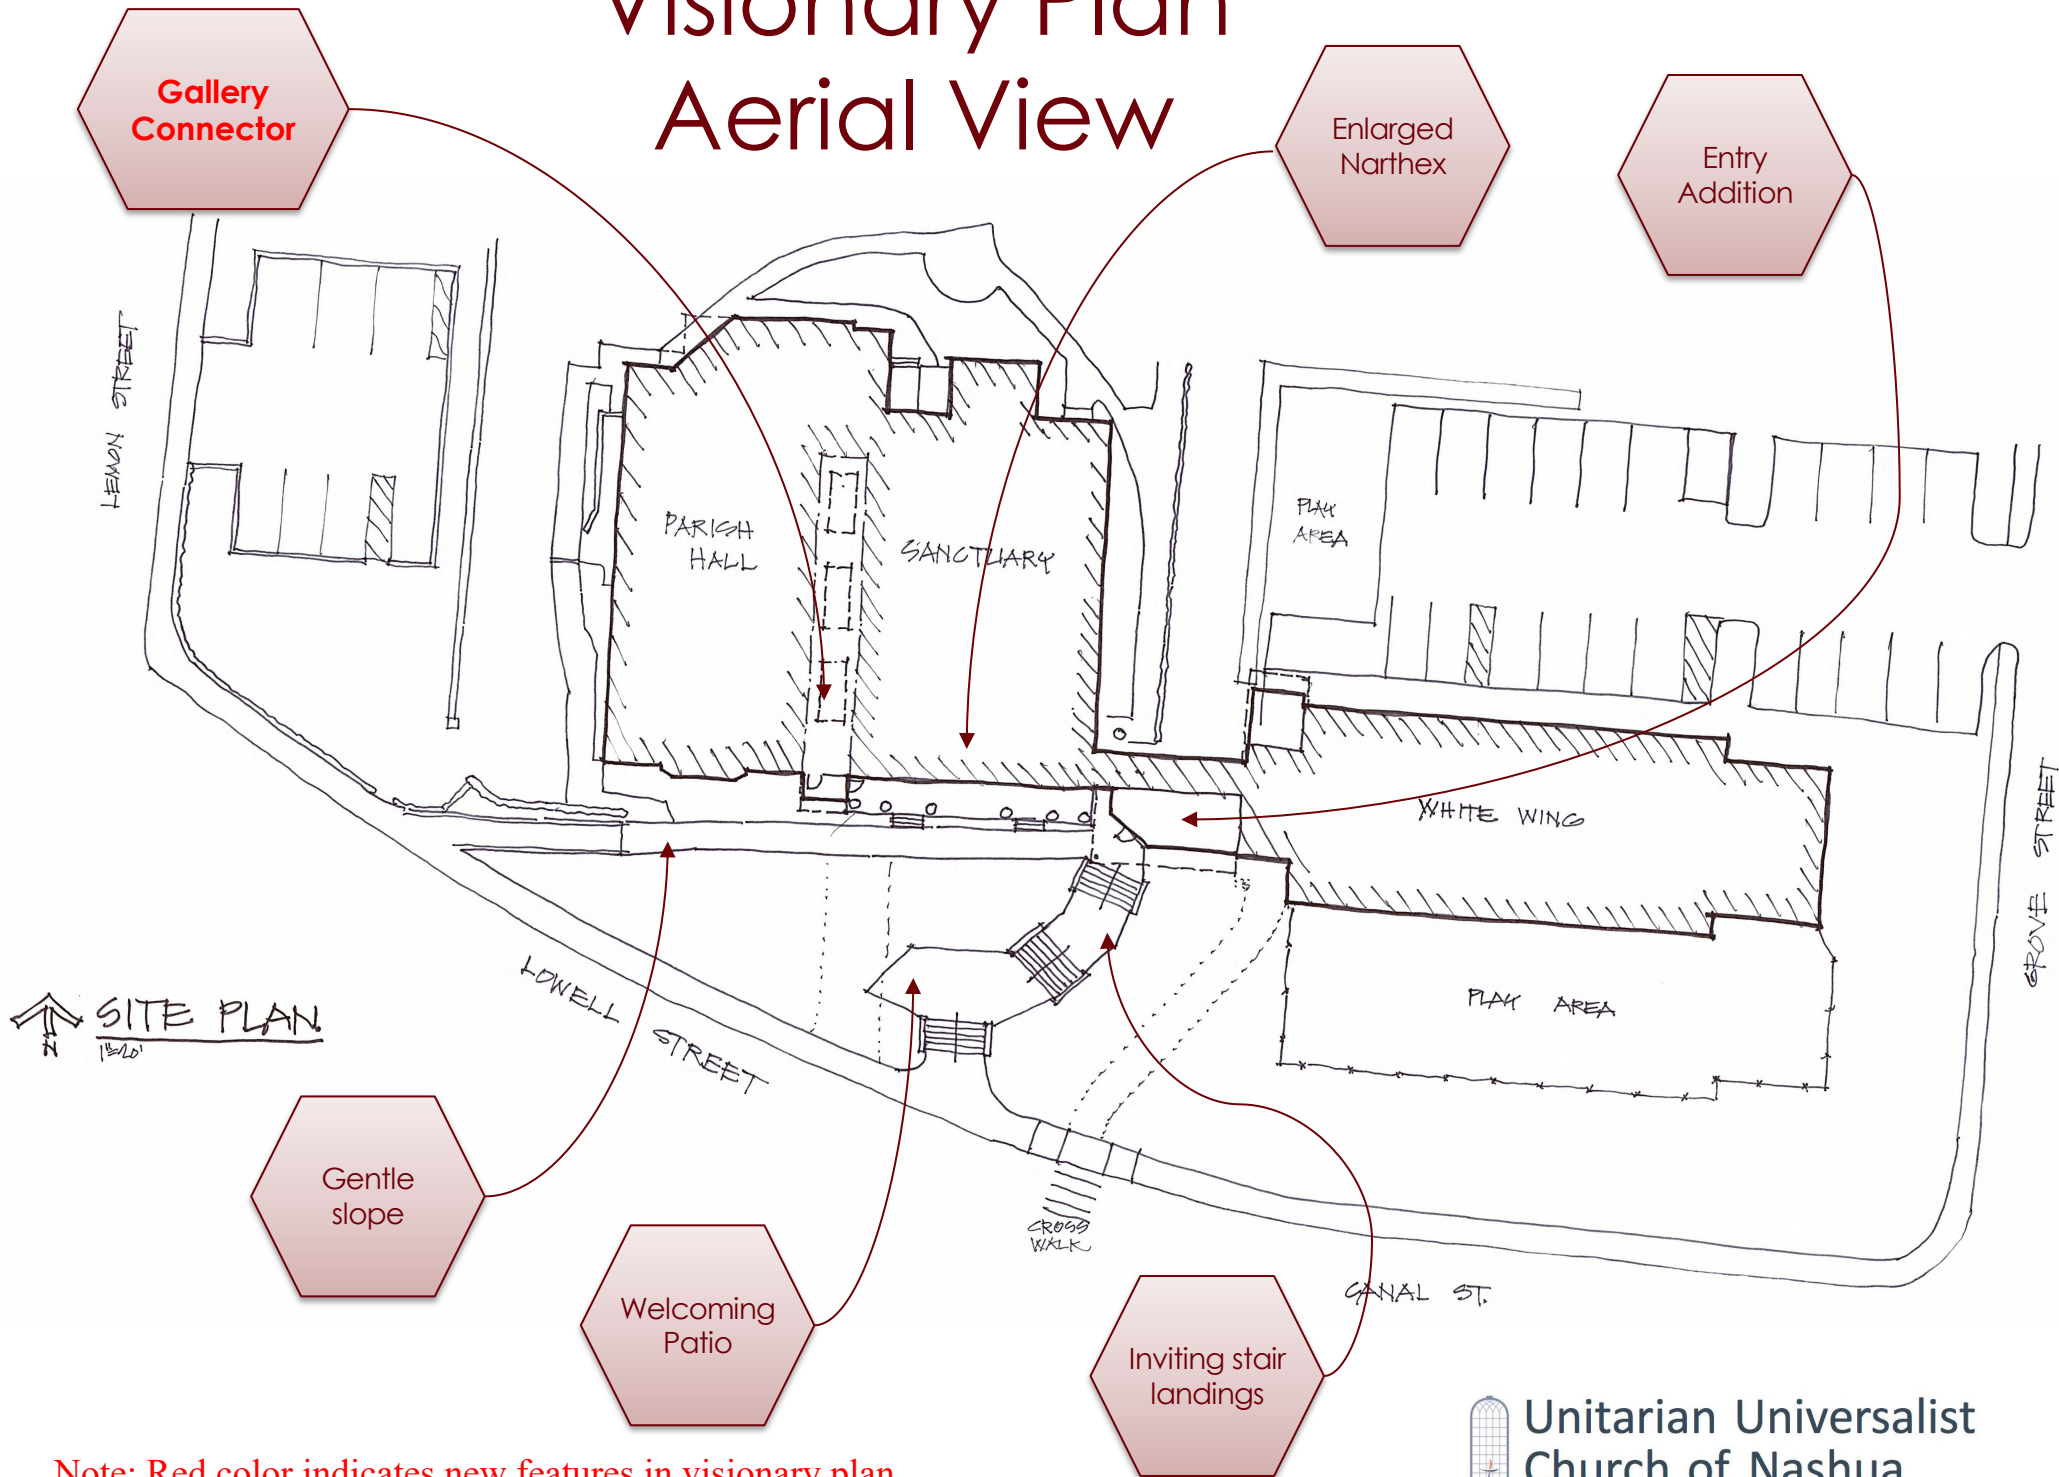 Visionary Plan
Aerial View
Gallery
Connector
Enlarged
Narthex
Entry
Addition
LEMON STREET
PARISH
HALL
SANCTUARY
PLAY
AREA
WHITE WING
GROVE STREET
PLAY AREA
LOWELL STREET
SITE PLAN
N
1"=20'
CROSS
WALK
CANAL ST.
Gentle
slope
Welcoming
Patio
Inviting stair
landings
Note: Red color indicates new features in visionary plan
Unitarian Universalist
Church of Nashua